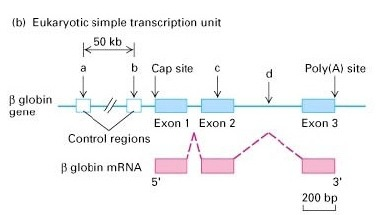 (b) Eukaryotic simple transcription unit
50 kb
a b Cap site c d Poly(A) site
β globin
gene
Exon 1 Exon 2 Exon 3
Control regions
β globin mRNA
5' 3'
200 bp